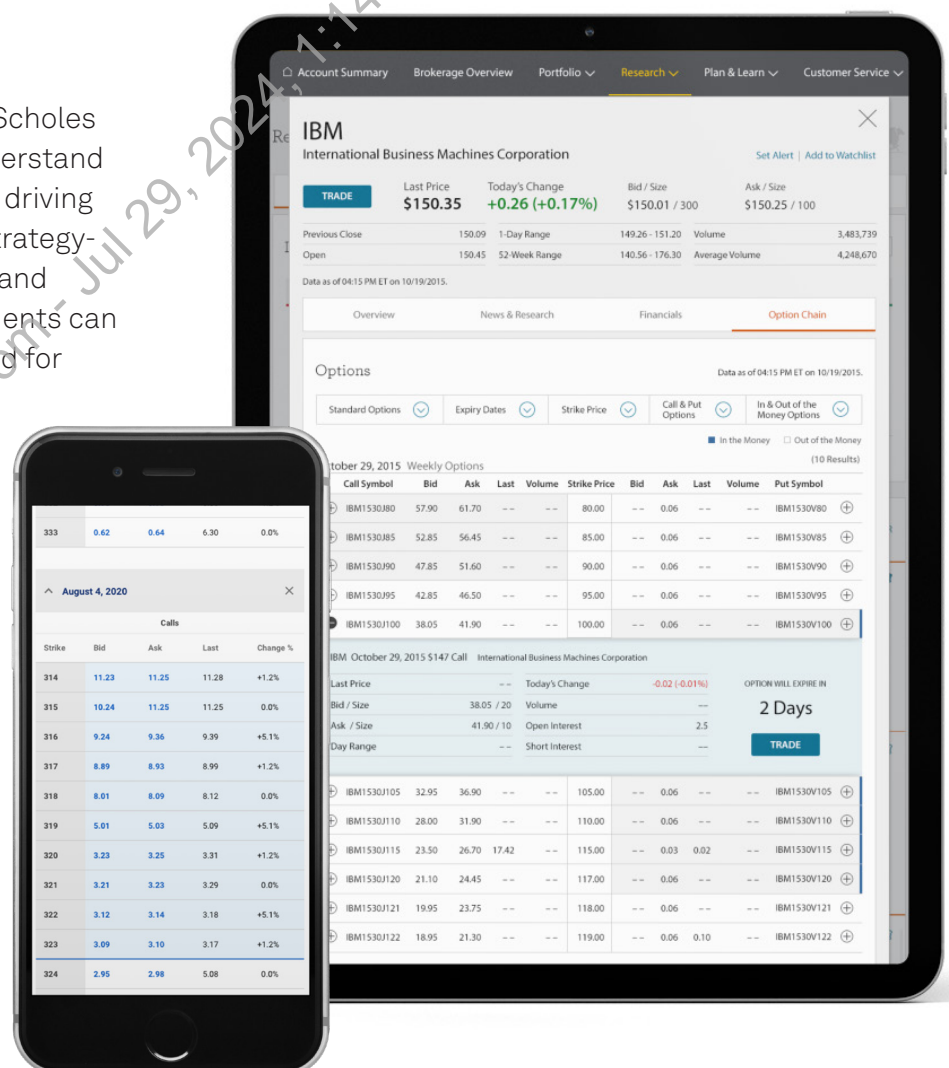 Scholes
erstand
driving
trategy-
and
ents can
d for
Jul 29, 2024, 1:14
Account Summary Brokerage Overview Portfolio Research Plan & Learn Customer Service
IBM
International Business Machines Corporation
Set Alert | Add to Watchlist
TRADE
Last Price Today's Change Bid / Size Ask / Size
$150.35 +0.26 (+0.17%) $150.01 / 300 $150.25 / 100
Previous Close 150.09 1-Day Range 149.26 - 151.20 Volume 3,483,739
Open 150.45 52-Week Range 140.56 - 176.30 Average Volume 4,248,670
Data as of 04:15 PM ET on 10/19/2015.
Overview News & Research Financials Option Chain
Options Data as of 04:15 PM ET on 10/19/2015.
Standard Options Expiry Dates Strike Price Call & Put Options In & Out of the Money Options
In the Money Out of the Money
(10 Results)
tober 29, 2015 Weekly Options
Call Symbol Bid Ask Last Volume Strike Price Bid Ask Last Volume Put Symbol
IBM1530J80 57.90 61.70 -- -- 80.00 -- 0.06 -- -- IBM1530V80
IBM1530J85 52.85 56.45 -- -- 85.00 -- 0.06 -- -- IBM1530V85
IBM1530J90 47.85 51.60 -- -- 90.00 -- 0.06 -- -- IBM1530V90
IBM1530J95 42.85 46.50 -- -- 95.00 -- 0.06 -- -- IBM1530V95
IBM1530J100 38.05 41.90 -- -- 100.00 -- 0.06 -- -- IBM1530V100
IBM October 29, 2015 $147 Call International Business Machines Corporation
Last Price -- Today's Change -0.02 (-0.01%) OPTION WILL EXPIRE IN
Bid / Size 38.05 / 20 Volume -- 2 Days
Ask / Size 41.90 / 10 Open Interest 2.5
Day Range -- Short Interest -- TRADE
IBM1530J105 32.95 36.90 -- -- 105.00 -- 0.06 -- -- IBM1530V105
IBM1530J110 28.00 31.90 -- -- 110.00 -- 0.06 -- -- IBM1530V110
IBM1530J115 23.50 26.70 17.42 -- 115.00 -- 0.03 0.02 -- IBM1530V115
IBM1530J120 21.10 24.45 -- -- 117.00 -- 0.06 -- -- IBM1530V120
IBM1530J121 19.95 23.75 -- -- 118.00 -- 0.06 -- -- IBM1530V121
IBM1530J122 18.95 21.30 -- -- 119.00 -- 0.06 0.10 -- IBM1530V122
333 0.62 0.64 6.30 0.0%
August 4, 2020
Calls
Strike Bid Ask Last Change %
314 11.23 11.25 11.28 +1.2%
315 10.24 11.25 11.25 0.0%
316 9.24 9.36 9.39 +5.1%
317 8.89 8.93 8.99 +1.2%
318 8.01 8.09 8.12 0.0%
319 5.01 5.03 5.09 +5.1%
320 3.23 3.25 3.31 +1.2%
321 3.21 3.23 3.29 0.0%
322 3.12 3.14 3.18 +5.1%
323 3.09 3.10 3.17 +1.2%
324 2.95 2.98 5.08 0.0%